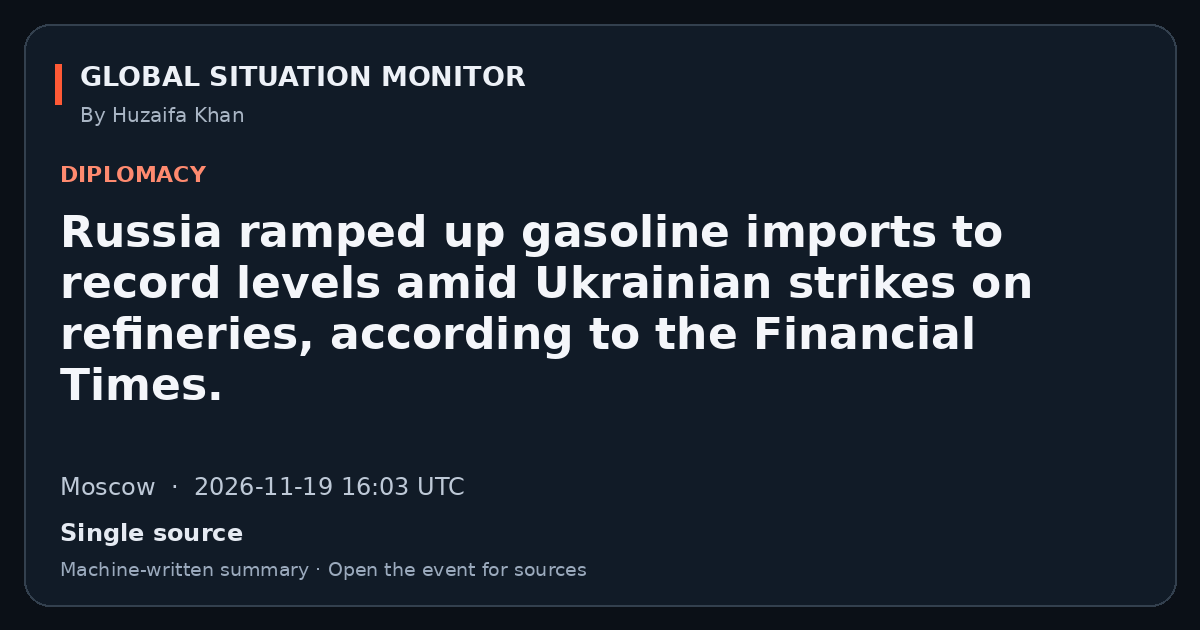 GLOBAL SITUATION MONITOR
By Huzaifa Khan
DIPLOMACY
Russia ramped up gasoline imports to
record levels amid Ukrainian strikes on
refineries, according to the Financial
Times.
Moscow · 2026-11-19 16:03 UTC
Single source
Machine-written summary · Open the event for sources